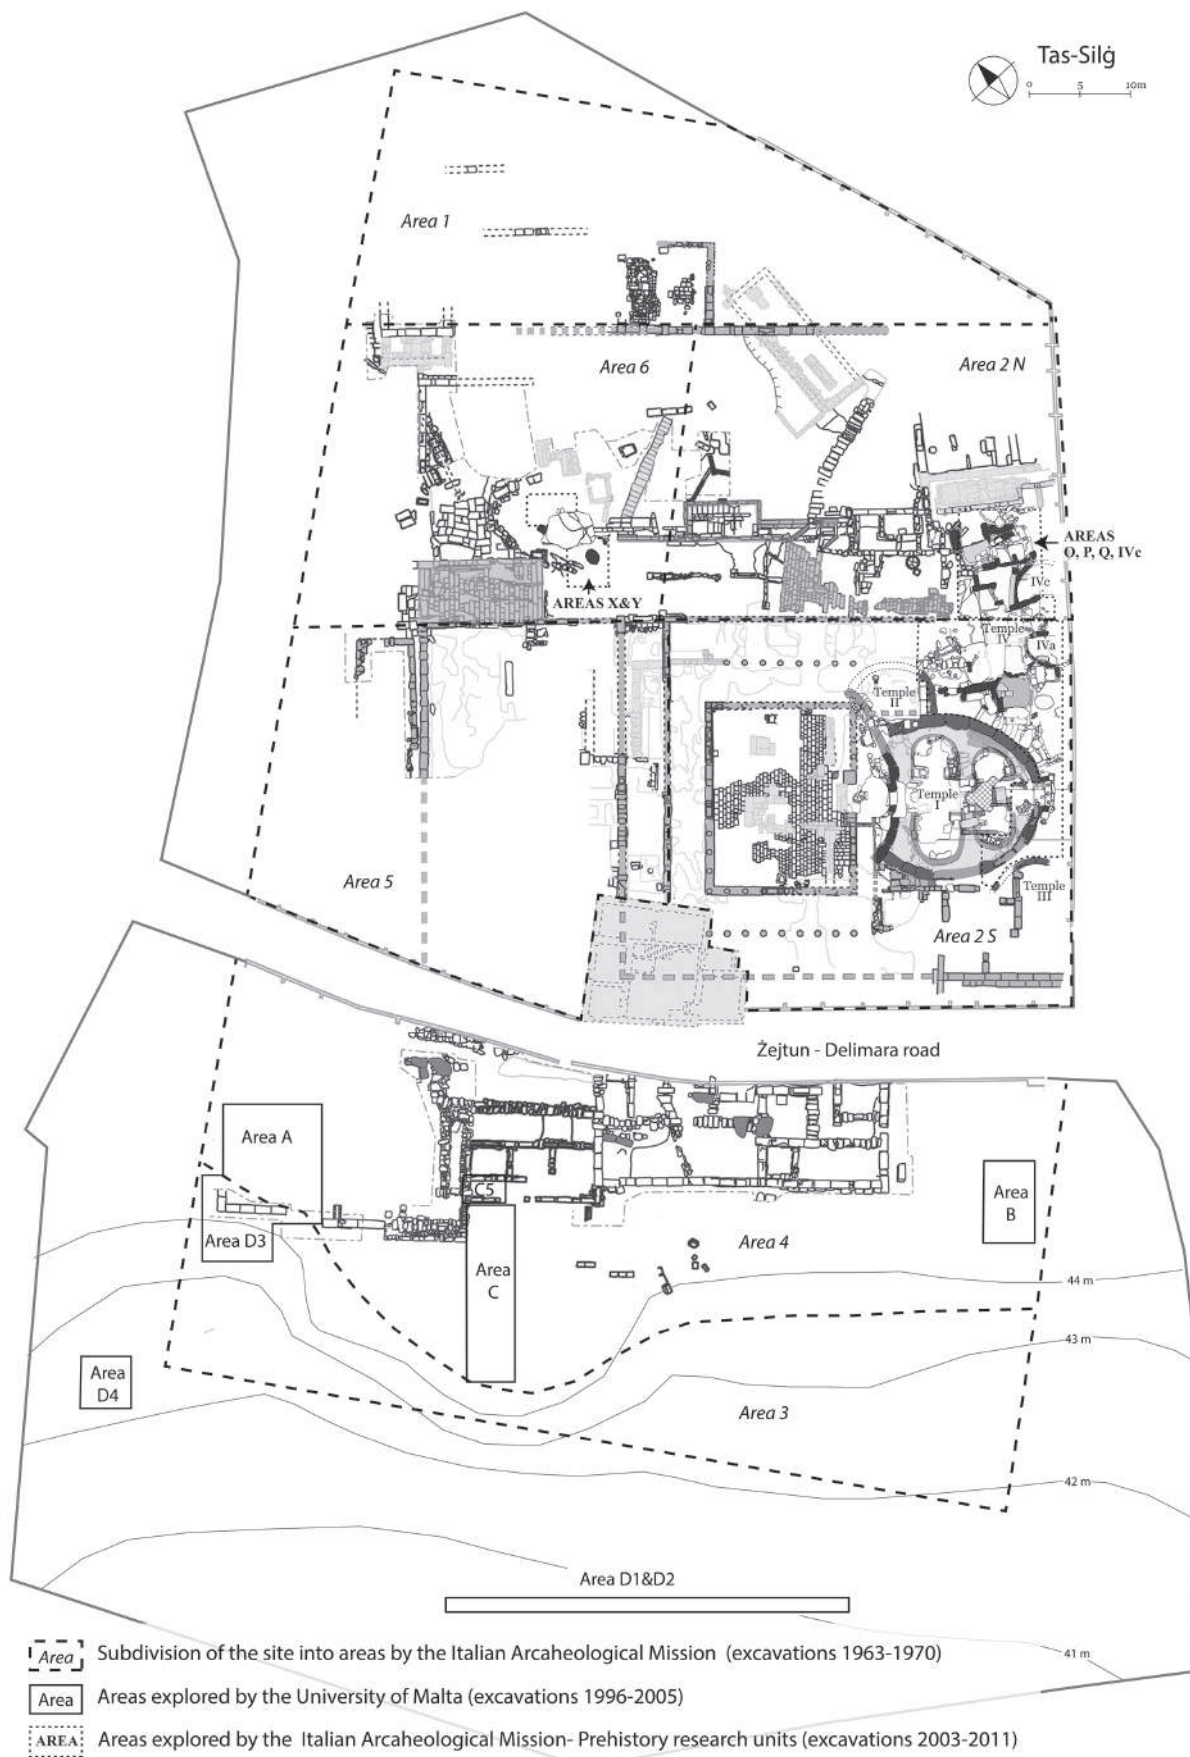 Tas-Silġ
0 5 10m
Area 1
Area 6
Area 2 N
AREAS
O, P, Q, IVc
IVc
AREAS X&Y
Temple
IV
IVa
Temple
II
Temple
I
Area 5
Temple
III
Area 2 S
Żejtun - Delimara road
Area A
C5
Area
B
Area D3
Area 4
Area
C
44 m
43 m
Area
D4
Area 3
42 m
Area D1&D2
41 m
Area Subdivision of the site into areas by the Italian Arcaheological Mission (excavations 1963-1970)
Area Areas explored by the University of Malta (excavations 1996-2005)
AREA Areas explored by the Italian Arcaheological Mission- Prehistory research units (excavations 2003-2011)